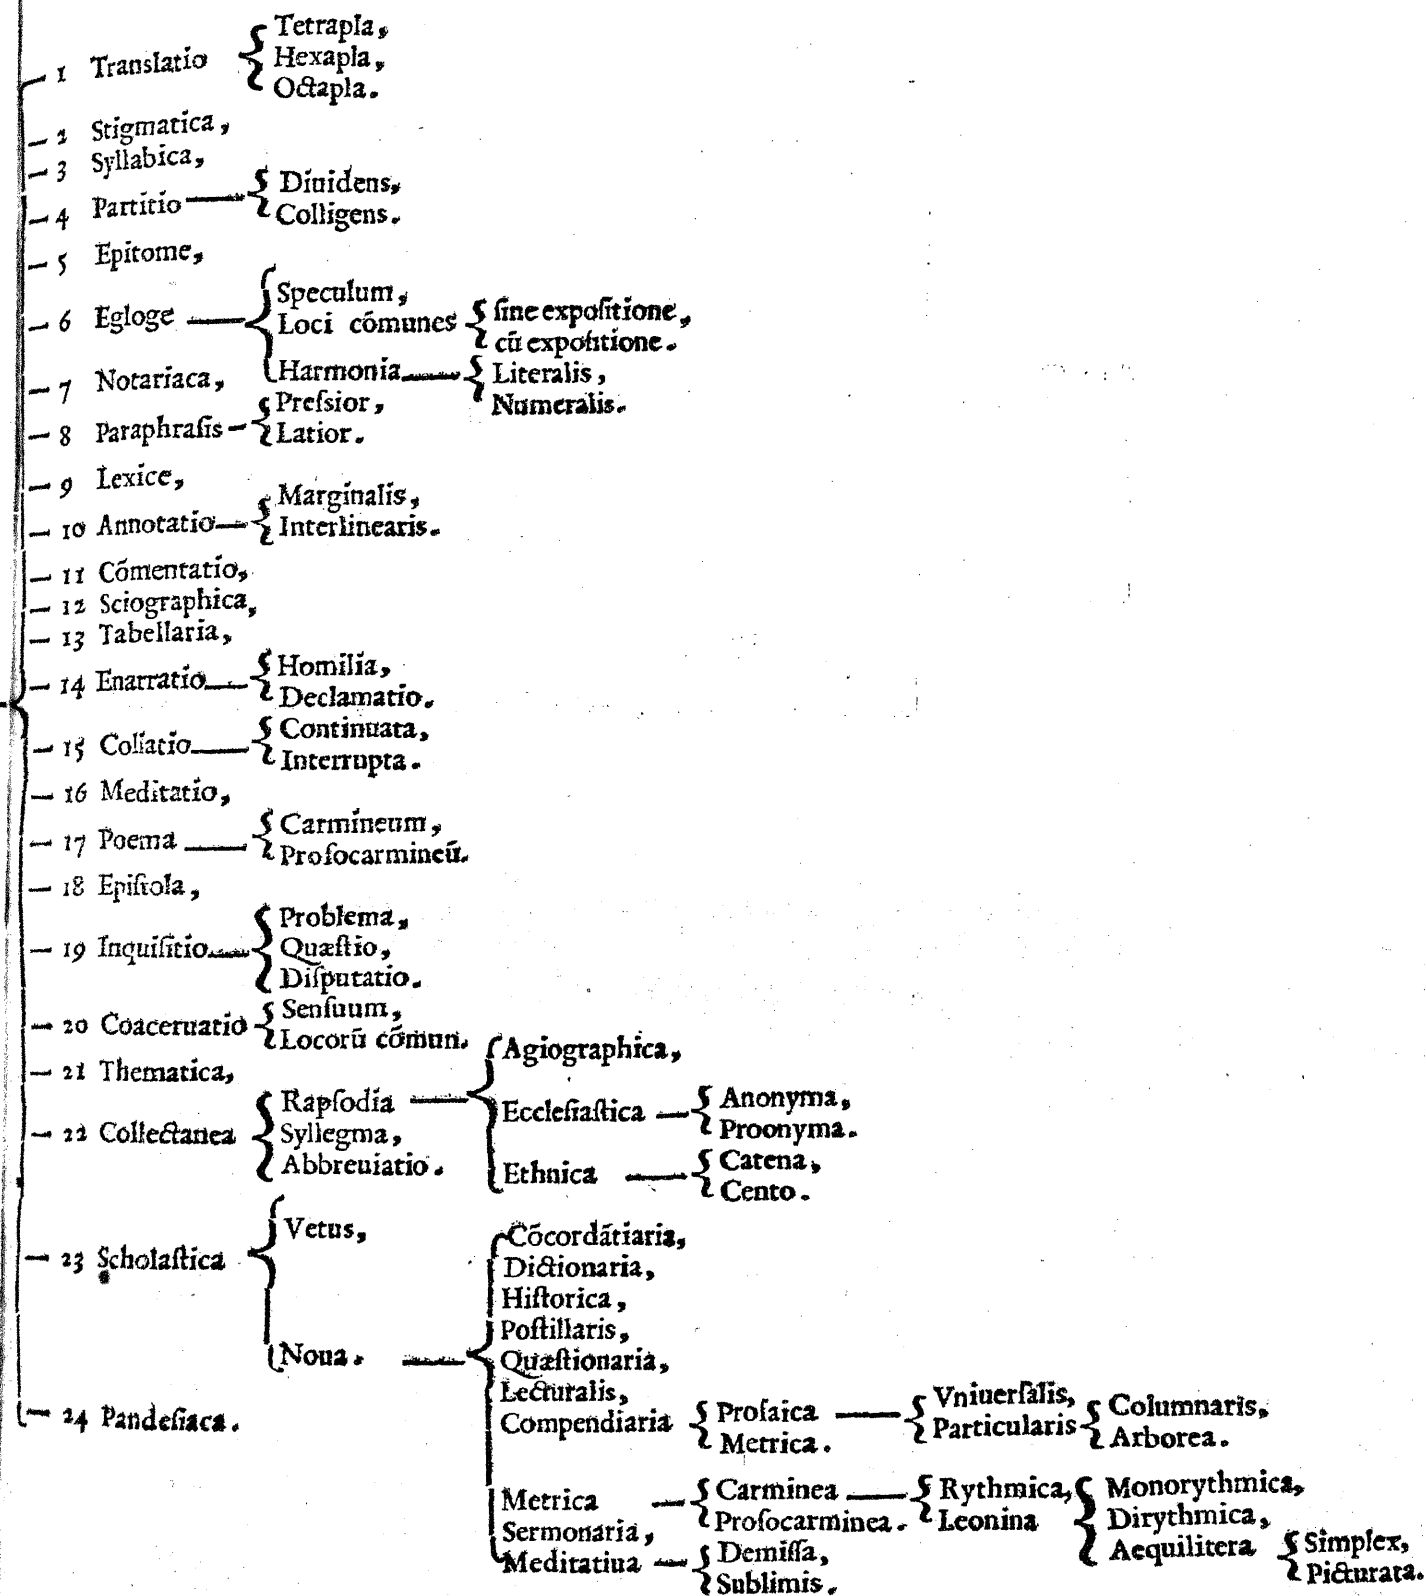 1 Translatio
Tetrapla,
Hexapla,
Octapla.
2 Stigmatica,
3 Syllabica,
4 Partitio
Diuidens,
Colligens.
5 Epitome,
6 Egloge
Speculum,
Loci cõmunes
ſine expoſitione,
cũ expoſitione.
Harmonia
Literalis,
Numeralis.
7 Notariaca,
8 Paraphraſis
Preſsior,
Latior.
9 Lexice,
10 Annotatio
Marginalis,
Interlinearis.
11 Cõmentatio,
12 Sciographica,
13 Tabellaria,
14 Enarratio
Homilia,
Declamatio.
15 Collatio
Continuata,
Interrupta.
16 Meditatio,
17 Poema
Carmineum,
Proſocarmineũ.
18 Epiſtola,
19 Inquiſitio
Problema,
Quæſtio,
Diſputatio.
20 Coaceruatio
Senſuum,
Locorũ cõmun.
21 Thematica,
22 Collectanea
Rapſodia
Agiographica,
Eccleſiaſtica
Anonyma,
Proonyma.
Ethnica
Catena,
Cento.
Syllegma,
Abbreuiatio.
23 Scholaſtica
Vetus,
Noua.
Cõcordãtiaria,
Dictionaria,
Hiſtorica,
Poſtillaris,
Quæſtionaria,
Lecturalis,
Compendiaria
Proſaica
Vniuerſalis,
Particularis
Columnaris,
Arborea.
Metrica.
Metrica
Carminea
Rythmica,
Monorythmica,
Dirythmica,
Aequilitera
Simplex,
Picturata.
Leonina
Proſocarminea.
Sermonaria,
Meditatiua
Demiſſa,
Sublimis.
24 Pandeſiaca.